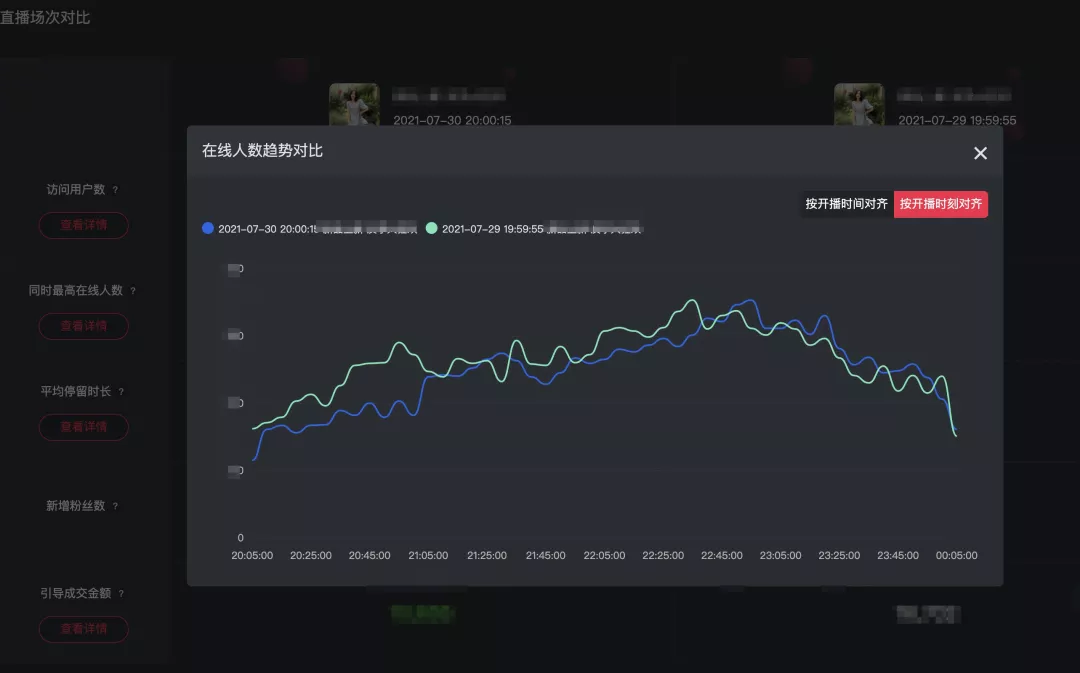 直播场次对比
2021-07-30 20:00:15
2021-07-29 19:59:55
在线人数趋势对比
访问用户数 ?
按开播时间对齐 按开播时刻对齐
查看详情
2021-07-30 20:00:15
2021-07-29 19:59:55
同时最高在线人数 ?
查看详情
平均停留时长 ?
查看详情
新增粉丝数 ?
0
20:05:00 20:25:00 20:45:00 21:05:00 21:25:00 21:45:00 22:05:00 22:25:00 22:45:00 23:05:00 23:25:00 23:45:00 00:05:00
引导成交金额 ?
查看详情